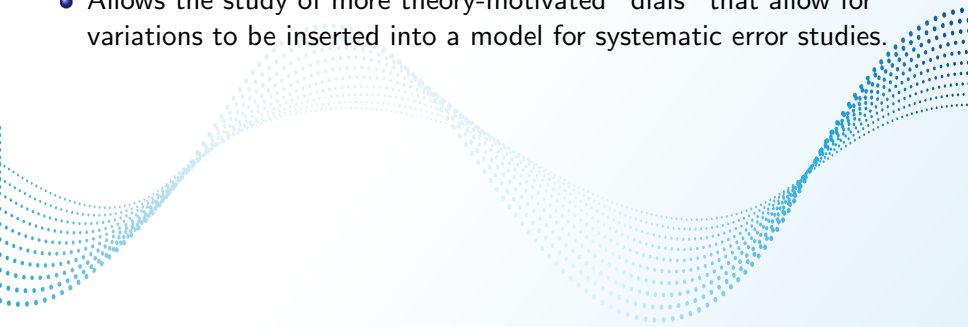 Allows the study of more theory-motivated "dials" that allow for
variations to be inserted into a model for systematic error studies.